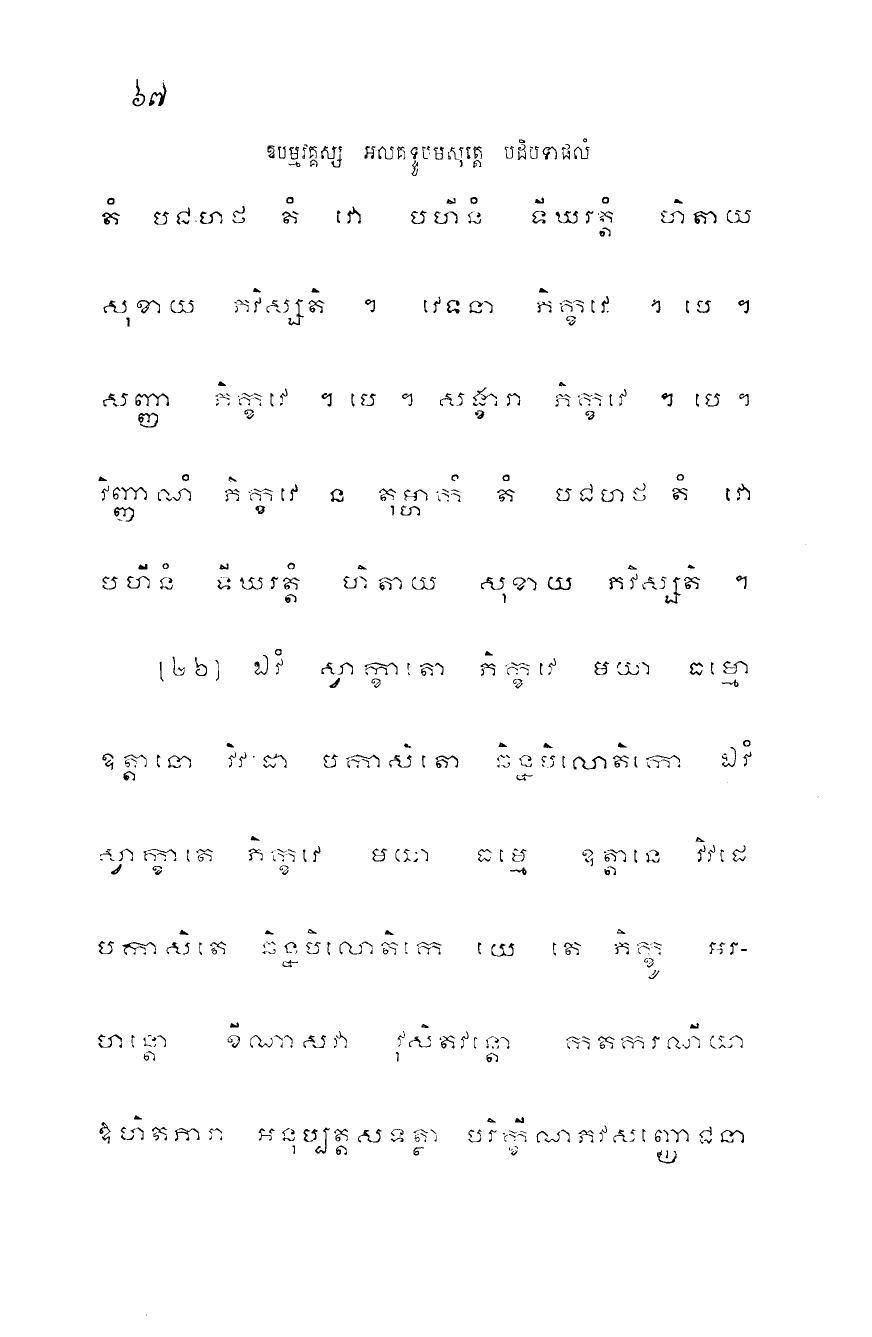 ៦៧
ឧបម្មវគ្គស្ស អលគទ្ទូបមសុត្តេ បដិបទាផលំ
តំ បជហថ តំ វោ បហីនំ ទីឃរត្តំ ហិតាយ
សុខាយ ភវិស្សតិ ។ វេទនា ភិក្ខវេ ។ បេ ។
សញ្ញា ភិក្ខវេ ។ បេ ។ សង្ខារា ភិក្ខវេ ។ បេ ។
វិញ្ញាណំ ភិក្ខវេ ន តុម្ហាកំ តំ បជហថ តំ វោ
បហីនំ ទីឃរត្តំ ហិតាយ សុខាយ ភវិស្សតិ ។
[២៦] ឯវំ ស្វាក្ខាតោ ភិក្ខវេ មយា ធម្មោ
ឧត្តានោ វិវដោ បកាសិតោ ឆិន្នបិលោតិកោ ឯវំ
ស្វាក្ខាតេ ភិក្ខវេ មយា ធម្មេ ឧត្តានេ វិវដេ
បកាសិតេ ឆិន្នបិលោតិកេ យេ តេ ភិក្ខូ អរ-
ហន្តោ ខីណាសវា វុសិតវន្តោ កតករណីយា
ឱហិតភារា អនុប្បត្តសទត្ថា បរិក្ខីណភវសញ្ញោជនា